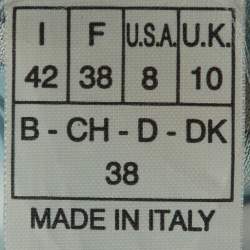 I F U.S.A. U.K.
42 38 8 10
B - CH - D - DK
38
MADE IN ITALY